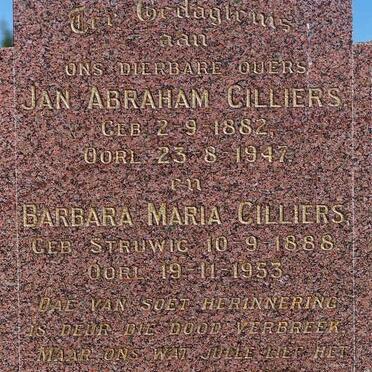 Ter Gedagtenis
aan
ONS DIERBARE OUERS
JAN ABRAHAM CILLIERS
GEB 2-9-1882.
OORL 23-8-1947.
en
BARBARA MARIA CILLIERS,
GEB STRUWIG 10-9-1888
OORL 19-11-1953
DAE VAN SOET HERINNERING
IS DEUR DIE DOOD VERBREEK.
MAAR ONS WAT JULLE LIEF HET